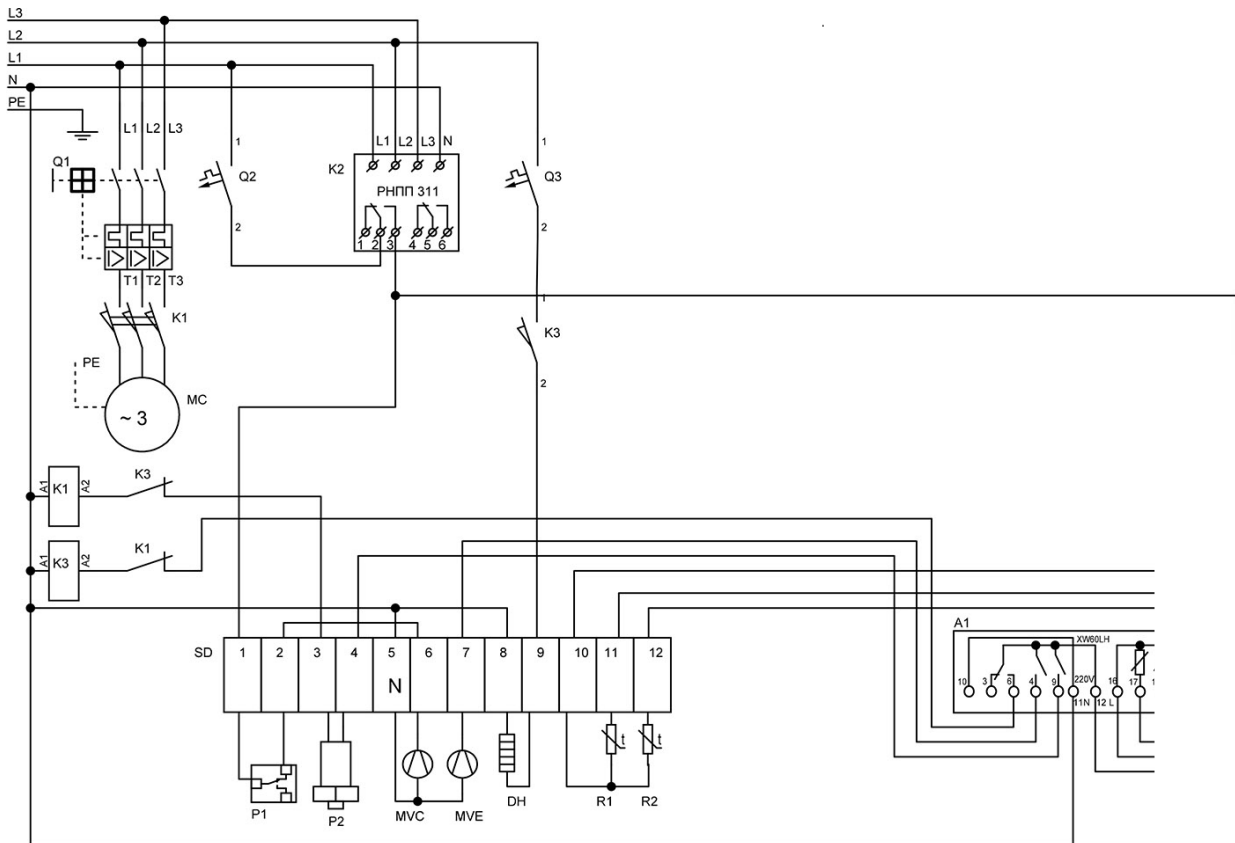 L3
L2
L1
N
PE
L1 L2 L3
Q1
T1 T2 T3
K1
PE
MC
~ 3
1
Q2
2
L1 L2 L3 N
K2
РНПП 311
1 2 3 4 5 6
1
Q3
2
1
K3
2
A1 K1 A2
K3
A1 K3 A2
K1
SD 1 2 3 4 5 6 7 8 9 10 11 12
N
t t
P1
P2
MVC
MVE
DH
R1
R2
A1
XW60LH
10 3 6 4 9 220V 16 17
11N 12 L